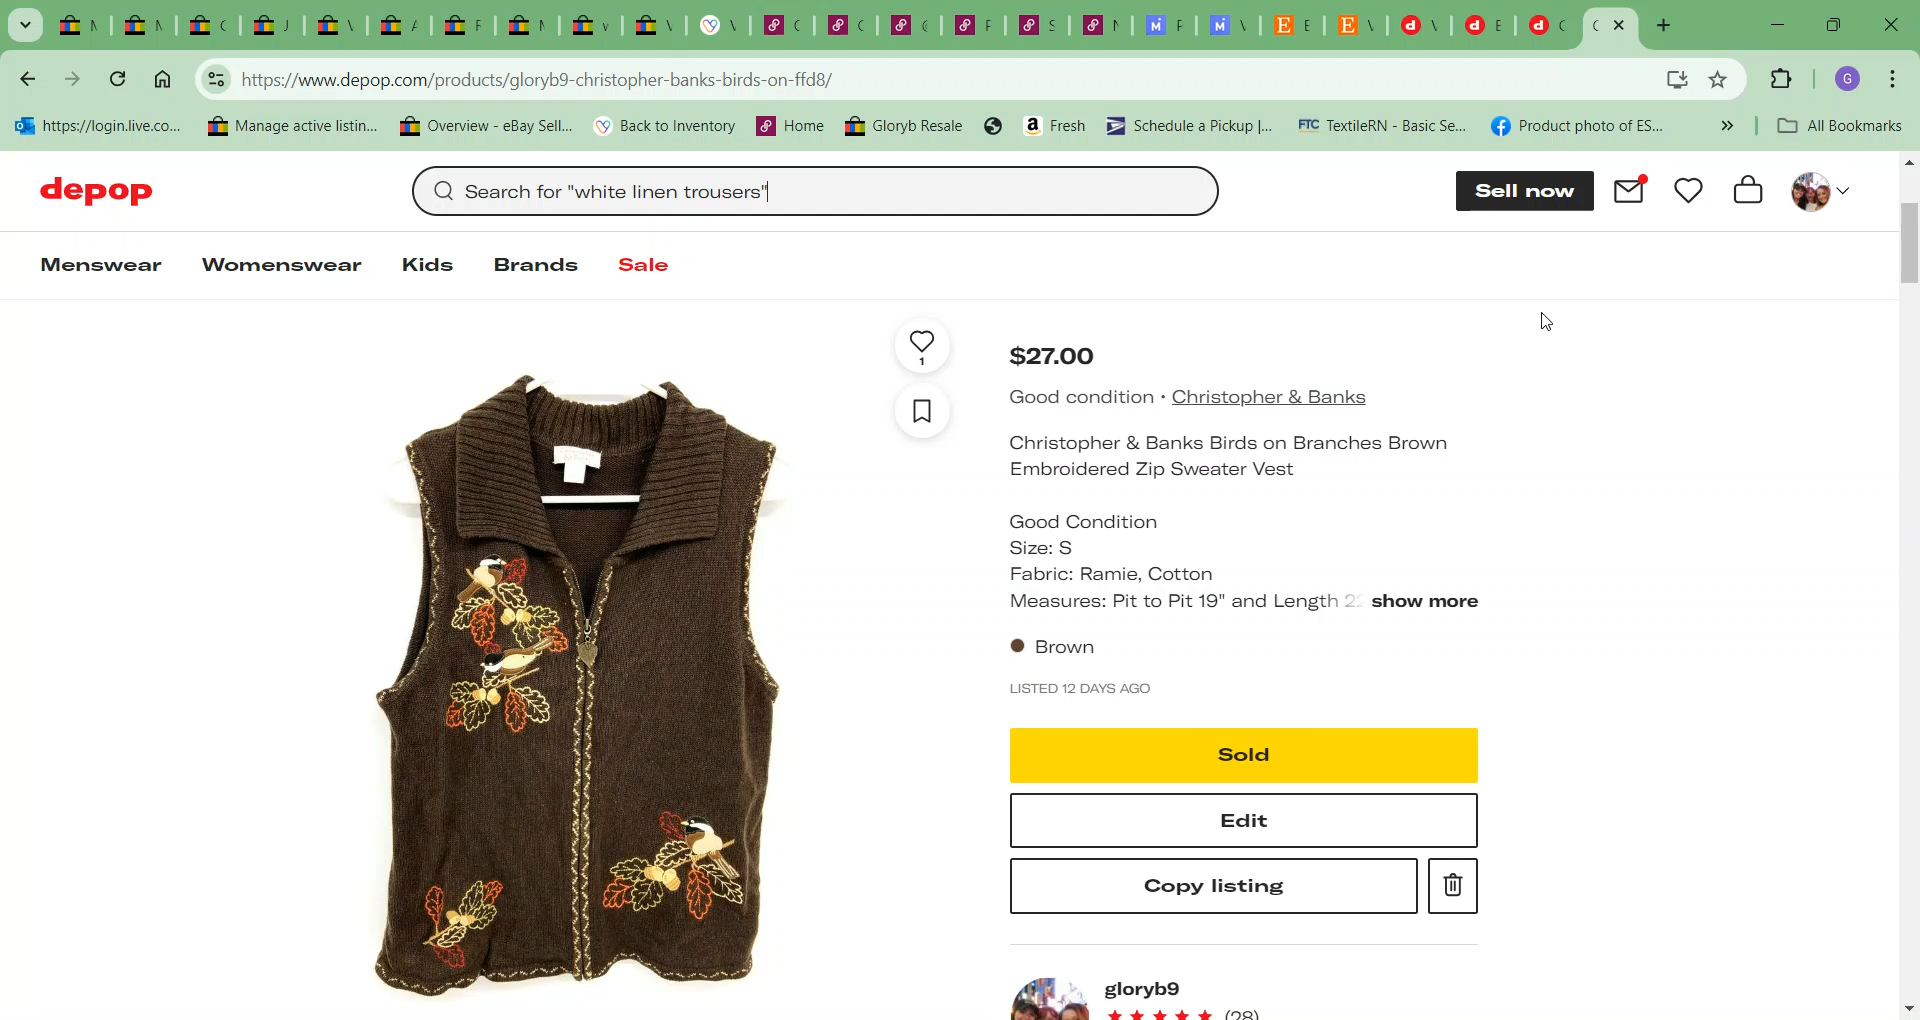 https://www.depop.com/products/gloryb9-christopher-banks-birds-on-ffd8/
G
https://login.live.co...
Manage active listin...
Overview - eBay Sell...
Back to Inventory
Home
Gloryb Resale
Fresh
Schedule a Pickup |...
FTC TextileRN - Basic Se...
Product photo of ES...
All Bookmarks
depop
Search for "white linen trousers"
Sell now
Menswear
Womenswear
Kids
Brands
Sale
1
$27.00
Good condition • Christopher & Banks
Christopher & Banks Birds on Branches Brown
Embroidered Zip Sweater Vest
Good Condition
Size: S
Fabric: Ramie, Cotton
Measures: Pit to Pit 19" and Length show more
Brown
LISTED 12 DAYS AGO
Sold
Edit
Copy listing
gloryb9
(28)